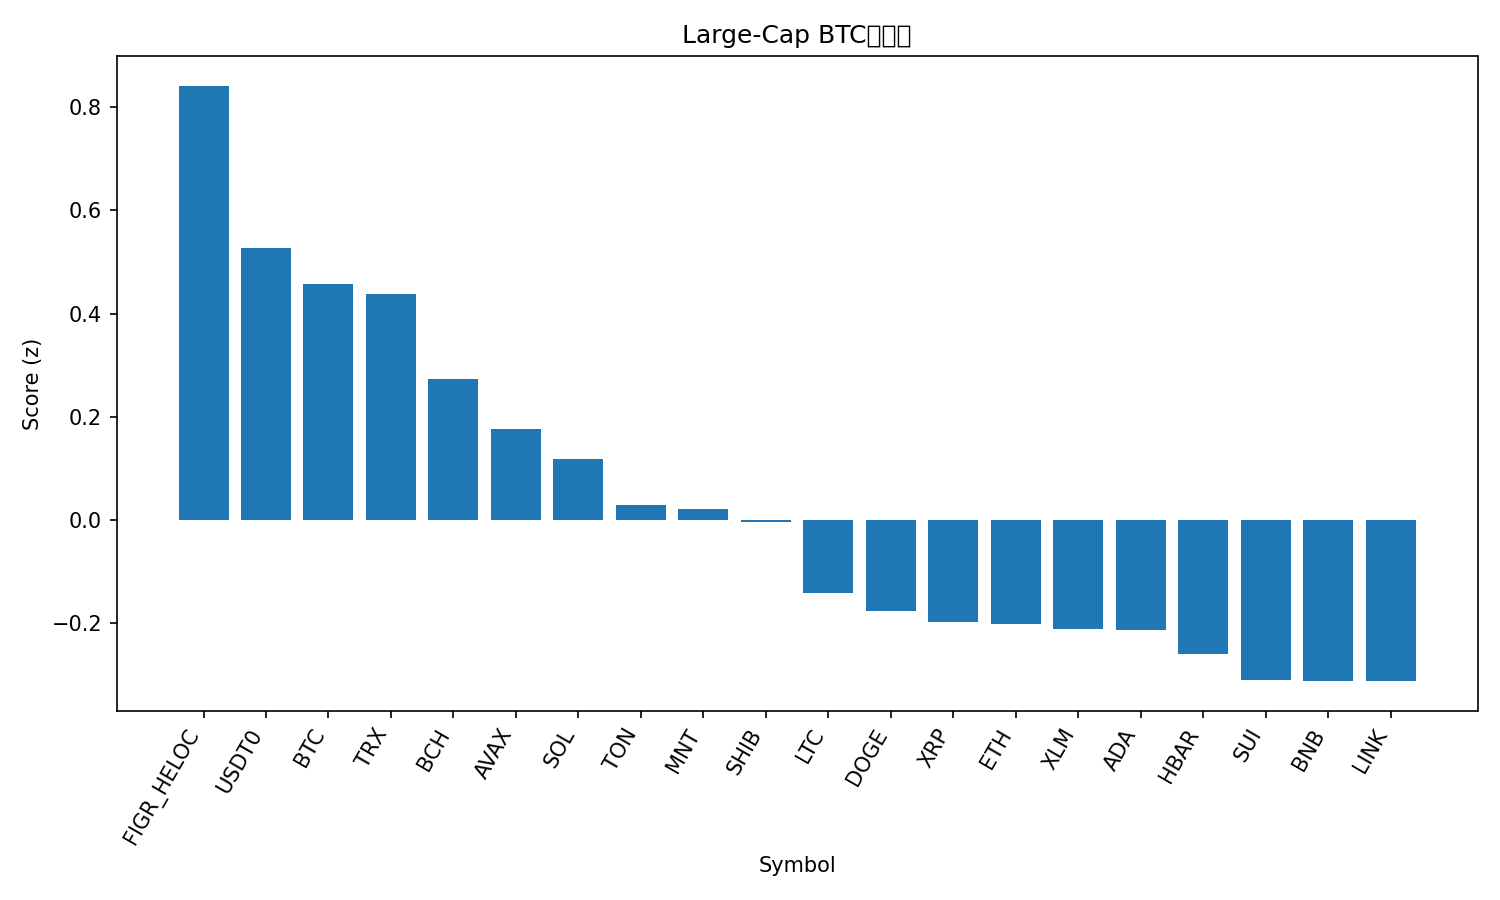 Large-Cap BTC
Score (z)
0.8
0.6
0.4
0.2
0.0
−0.2
FIGR_HELOC
USDT0
BTC
TRX
BCH
AVAX
SOL
TON
MNT
SHIB
LTC
DOGE
XRP
ETH
XLM
ADA
HBAR
SUI
BNB
LINK
Symbol